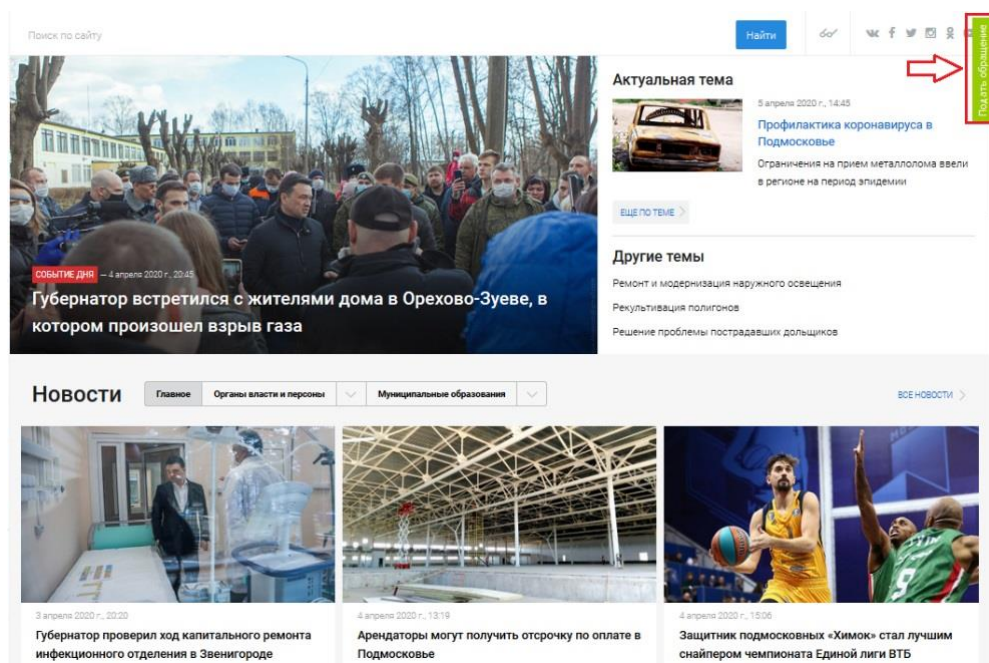 Поиск по сайту
Найти
Подать обращение
СОБЫТИЕ ДНЯ — 4 апреля 2020 г., 20:45
Губернатор встретился с жителями дома в Орехово-Зуеве, в
котором произошел взрыв газа
Актуальная тема
5 апреля 2020 г., 14:45
Профилактика коронавируса в
Подмосковье
Ограничения на прием металлолома ввели
в регионе на период эпидемии
ЕЩЕ ПО ТЕМЕ
Другие темы
Ремонт и модернизация наружного освещения
Рекультивация полигонов
Решение проблемы пострадавших дольщиков
Новости
Главное
Органы власти и персоны
Муниципальные образования
ВСЕ НОВОСТИ
3 апреля 2020 г., 20:20
Губернатор проверил ход капитального ремонта
инфекционного отделения в Звенигороде
4 апреля 2020 г., 13:19
Арендаторы могут получить отсрочку по оплате в
Подмосковье
9
4 апреля 2020 г., 15:06
Защитник подмосковных «Химок» стал лучшим
снайпером чемпионата Единой лиги ВТБ